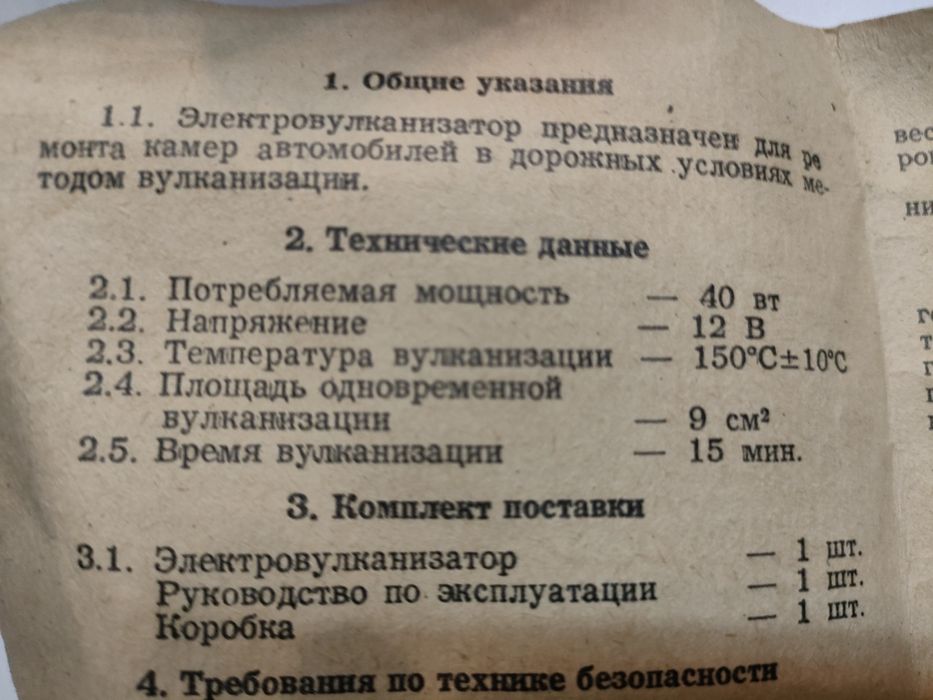 1. Общие указания
1.1. Электровулканизатор предназначен для ре
монта камер автомобилей в дорожных условиях ме-
тодом вулканизации.
2. Технические данные
2.1. Потребляемая мощность — 40 вт
2.2. Напряжение — 12 В
2.3. Температура вулканизации — 150°С±10°С
2.4. Площадь одновременной
вулканизации — 9 см²
2.5. Время вулканизации — 15 мин.
3. Комплект поставки
3.1. Электровулканизатор — 1 шт.
Руководство по эксплуатации — 1 шт.
Коробка — 1 шт.
4. Требования по технике безопасности